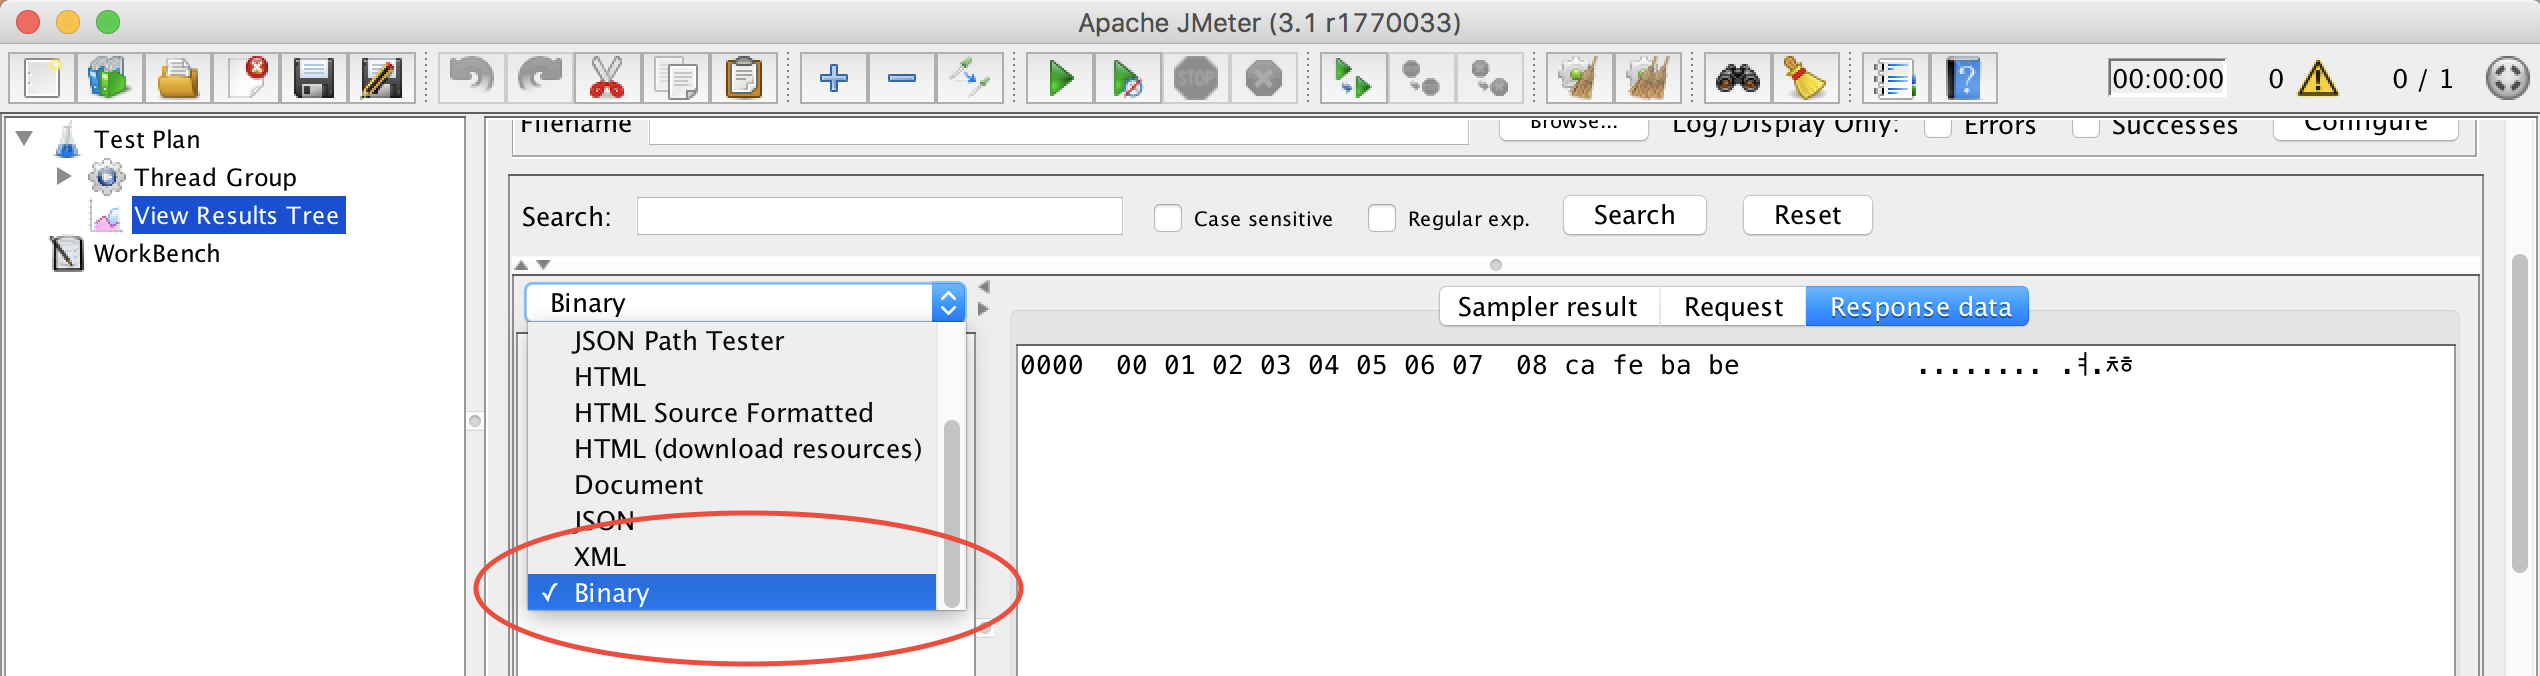 Apache JMeter (3.1 r1770033)
STOP
?
00:00:00 0 0 / 1
Test Plan
Thread Group
View Results Tree
WorkBench
Filename Browse... Log/Display Only: Errors Successes Configure
Search: Case sensitive Regular exp. Search Reset
Binary
Sampler result Request Response data
JSON Path Tester
HTML
HTML Source Formatted
HTML (download resources)
Document
JSON
XML
✓ Binary
0000 00 01 02 03 04 05 06 07 08 ca fe ba be ........ .ㅕ.ㅊㅎ